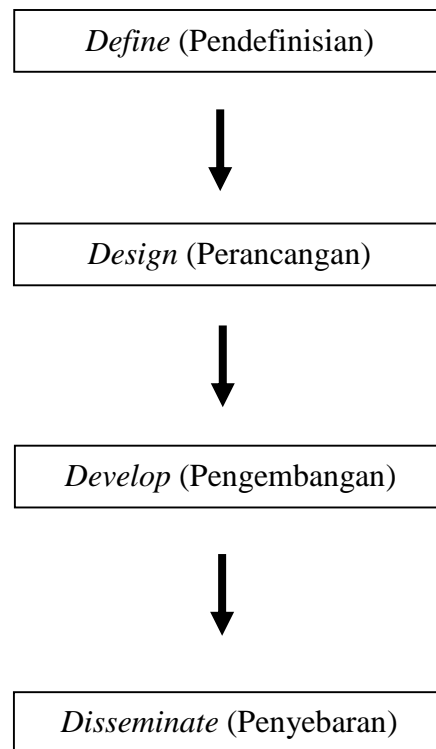 Define (Pendefinisian)
Design (Perancangan)
Develop (Pengembangan)
Disseminate (Penyebaran)